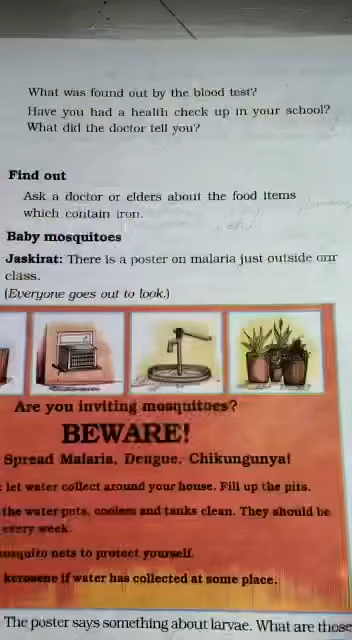 What was found out by the blood test?
Have you had a health check up in your school?
What did the doctor tell you?
Find out
Ask a doctor or elders about the food items
which contain iron.
Baby mosquitoes
Jaskirat: There is a poster on malaria just outside our
class.
(Everyone goes out to look.)
Are you inviting mosquitoes?
BEWARE!
Spread Malaria, Dengue, Chikungunya!
let water collect around your house. Fill up the pits.
the water pots, coolers and tanks clean. They should be
every week.
mosquito nets to protect yourself.
kerosene if water has collected at some place.
The poster says something about larvae. What are those